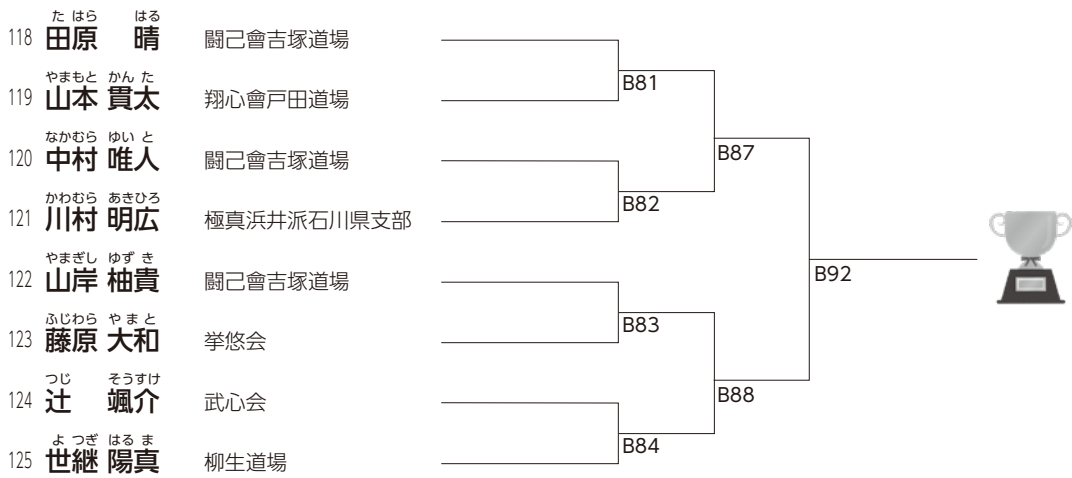 た はら はる
118 田原 晴 闘己會吉塚道場
B81
やまもと かん た
119 山本 貫太 翔心會戸田道場
B87
なかむら ゆい と
120 中村 唯人 闘己會吉塚道場
B82
かわむら あきひろ
121 川村 明広 極真浜井派石川県支部
B92
やまぎし ゆず き
122 山岸 柚貴 闘己會吉塚道場
B83
ふじわら やまと
123 藤原 大和 挙悠会
B88
つじ そうすけ
124 辻 颯介 武心会
B84
よ つぎ はる ま
125 世継 陽真 柳生道場